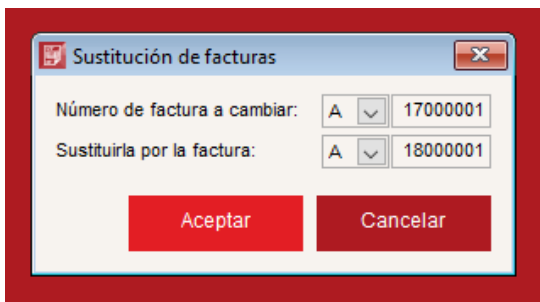 Sustitución de facturas
Número de factura a cambiar: A 17000001
Sustituirla por la factura: A 18000001
Aceptar Cancelar